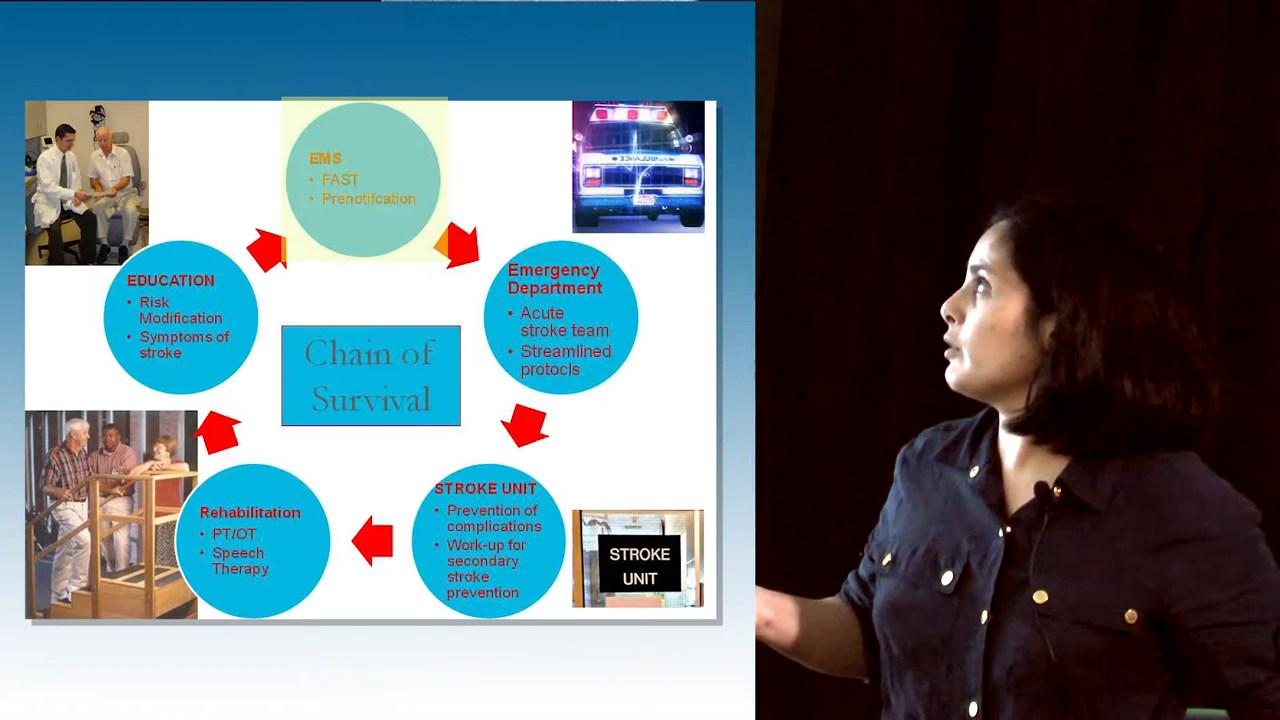 EMS
• FAST
• Prenotifcation
AMBULANCE
EDUCATION
• Risk
Modification
• Symptoms of
stroke
Emergency
Department
• Acute
stroke team
• Streamlined
protocls
Chain of
Survival
Rehabilitation
• PT/OT
• Speech
Therapy
STROKE UNIT
• Prevention of
complications
• Work-up for
secondary
stroke
prevention
STROKE
UNIT